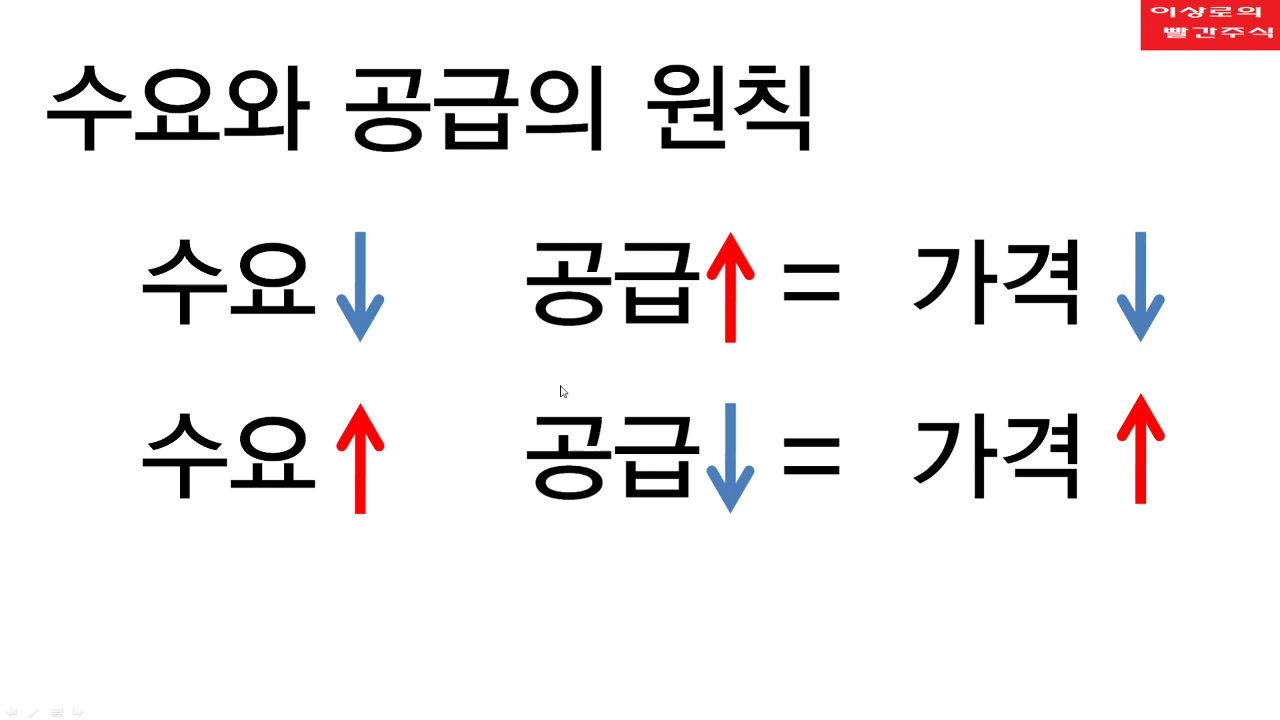 이상로의
빨간주식
수요와 공급의 원칙
수요↓ 공급↑ = 가격 ↓
수요↑ 공급↓ = 가격 ↑